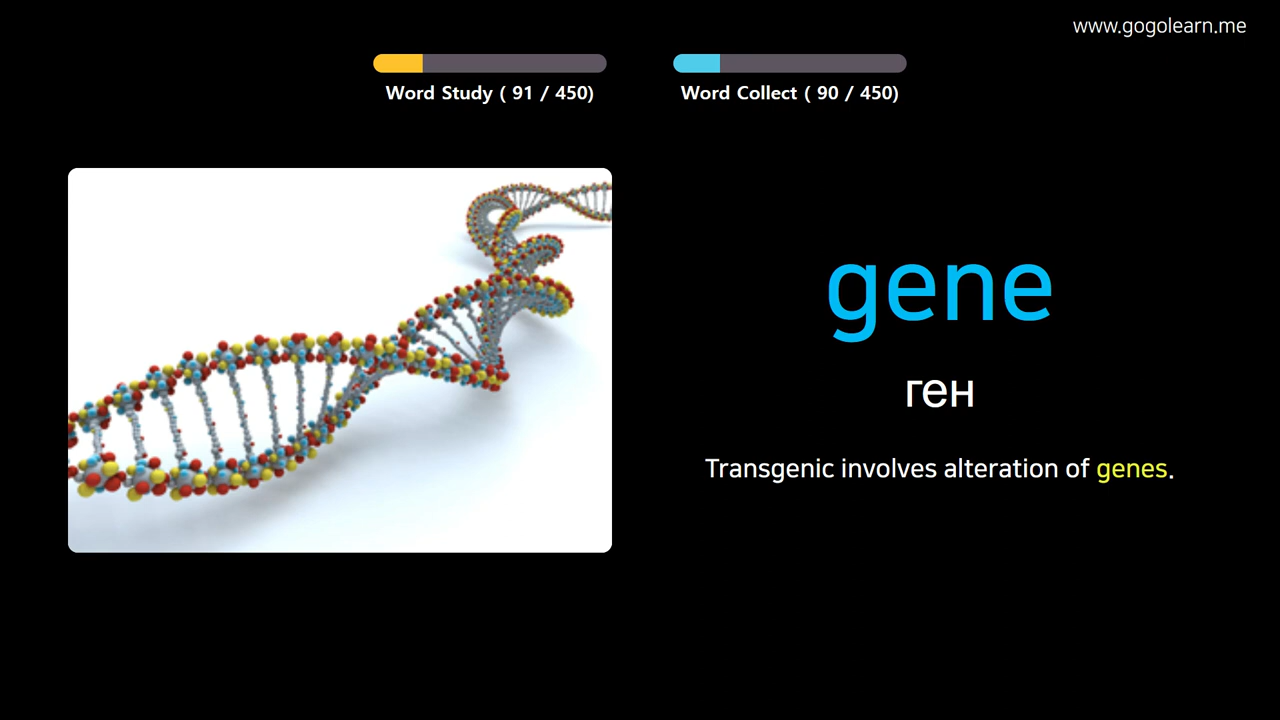 www.gogolearn.me
Word Study ( 91 / 450)
Word Collect ( 90 / 450)
gene
ген
Transgenic involves alteration of genes.